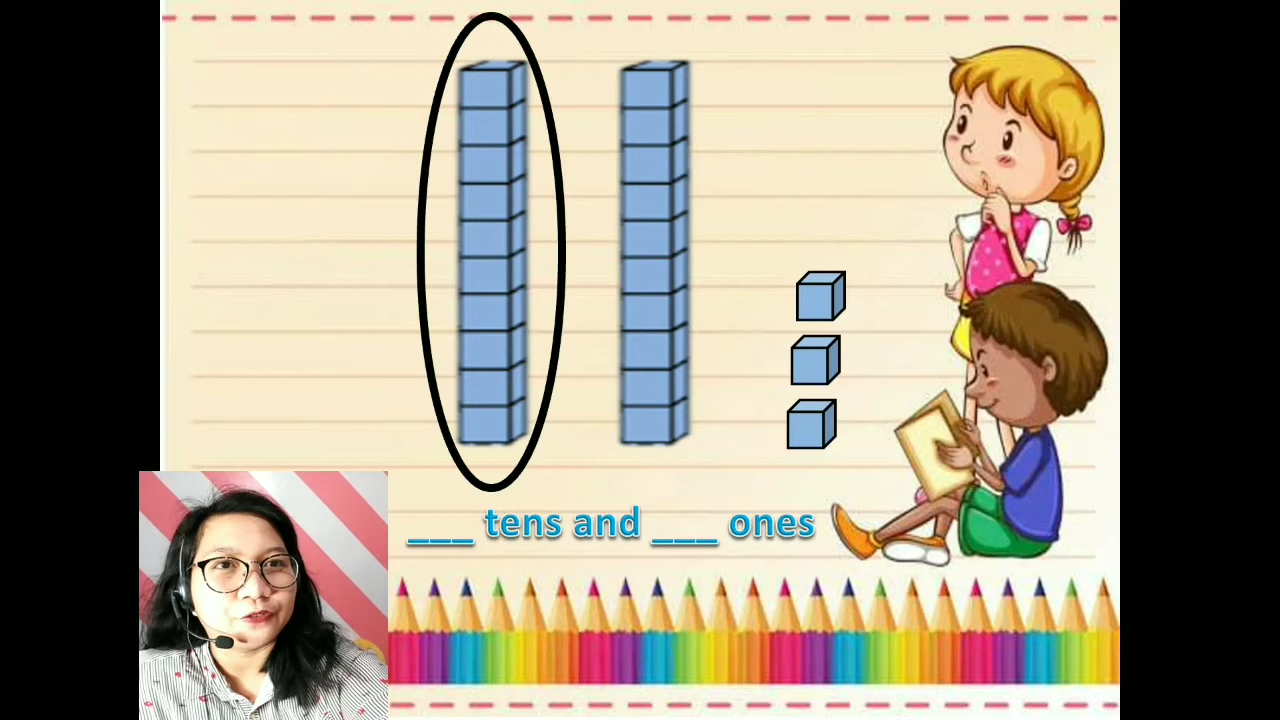 ___ tens and ___ ones